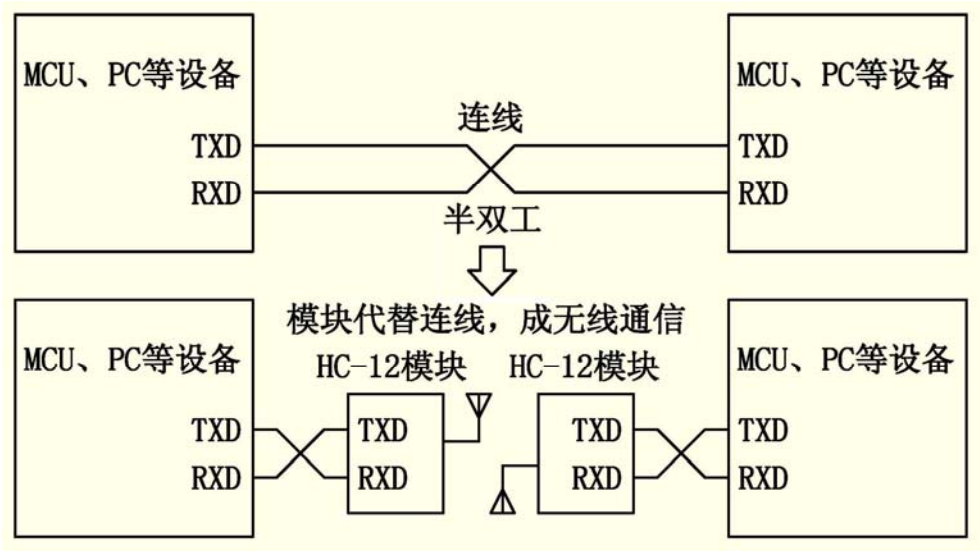 MCU、PC等设备 MCU、PC等设备
连线
TXD TXD
RXD RXD
半双工
模块代替连线，成无线通信
MCU、PC等设备 HC-12模块 HC-12模块 MCU、PC等设备
TXD TXD TXD TXD
RXD RXD RXD RXD